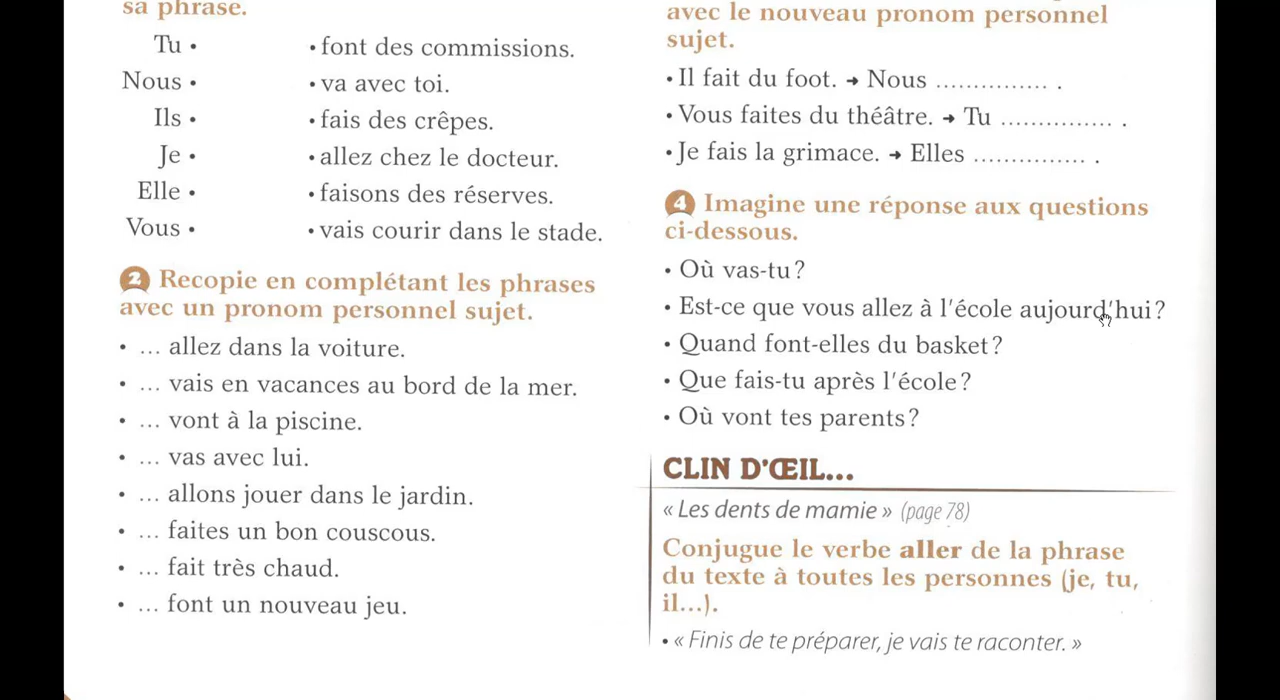 sa phrase.
Tu • • font des commissions.
Nous • • va avec toi.
Ils • • fais des crêpes.
Je • • allez chez le docteur.
Elle • • faisons des réserves.
Vous • • vais courir dans le stade.
2 Recopie en complétant les phrases
avec un pronom personnel sujet.
• ... allez dans la voiture.
• ... vais en vacances au bord de la mer.
• ... vont à la piscine.
• ... vas avec lui.
• ... allons jouer dans le jardin.
• ... faites un bon couscous.
• ... fait très chaud.
• ... font un nouveau jeu.
avec le nouveau pronom personnel
sujet.
• Il fait du foot. ➜ Nous ............... .
• Vous faites du théâtre. ➜ Tu ............... .
• Je fais la grimace. ➜ Elles ............... .
4 Imagine une réponse aux questions
ci-dessous.
• Où vas-tu ?
• Est-ce que vous allez à l'école aujourd'hui ?
• Quand font-elles du basket ?
• Que fais-tu après l'école ?
• Où vont tes parents ?
CLIN D'ŒIL...
« Les dents de mamie » (page 78)
Conjugue le verbe aller de la phrase
du texte à toutes les personnes (je, tu,
il...).
• « Finis de te préparer, je vais te raconter. »